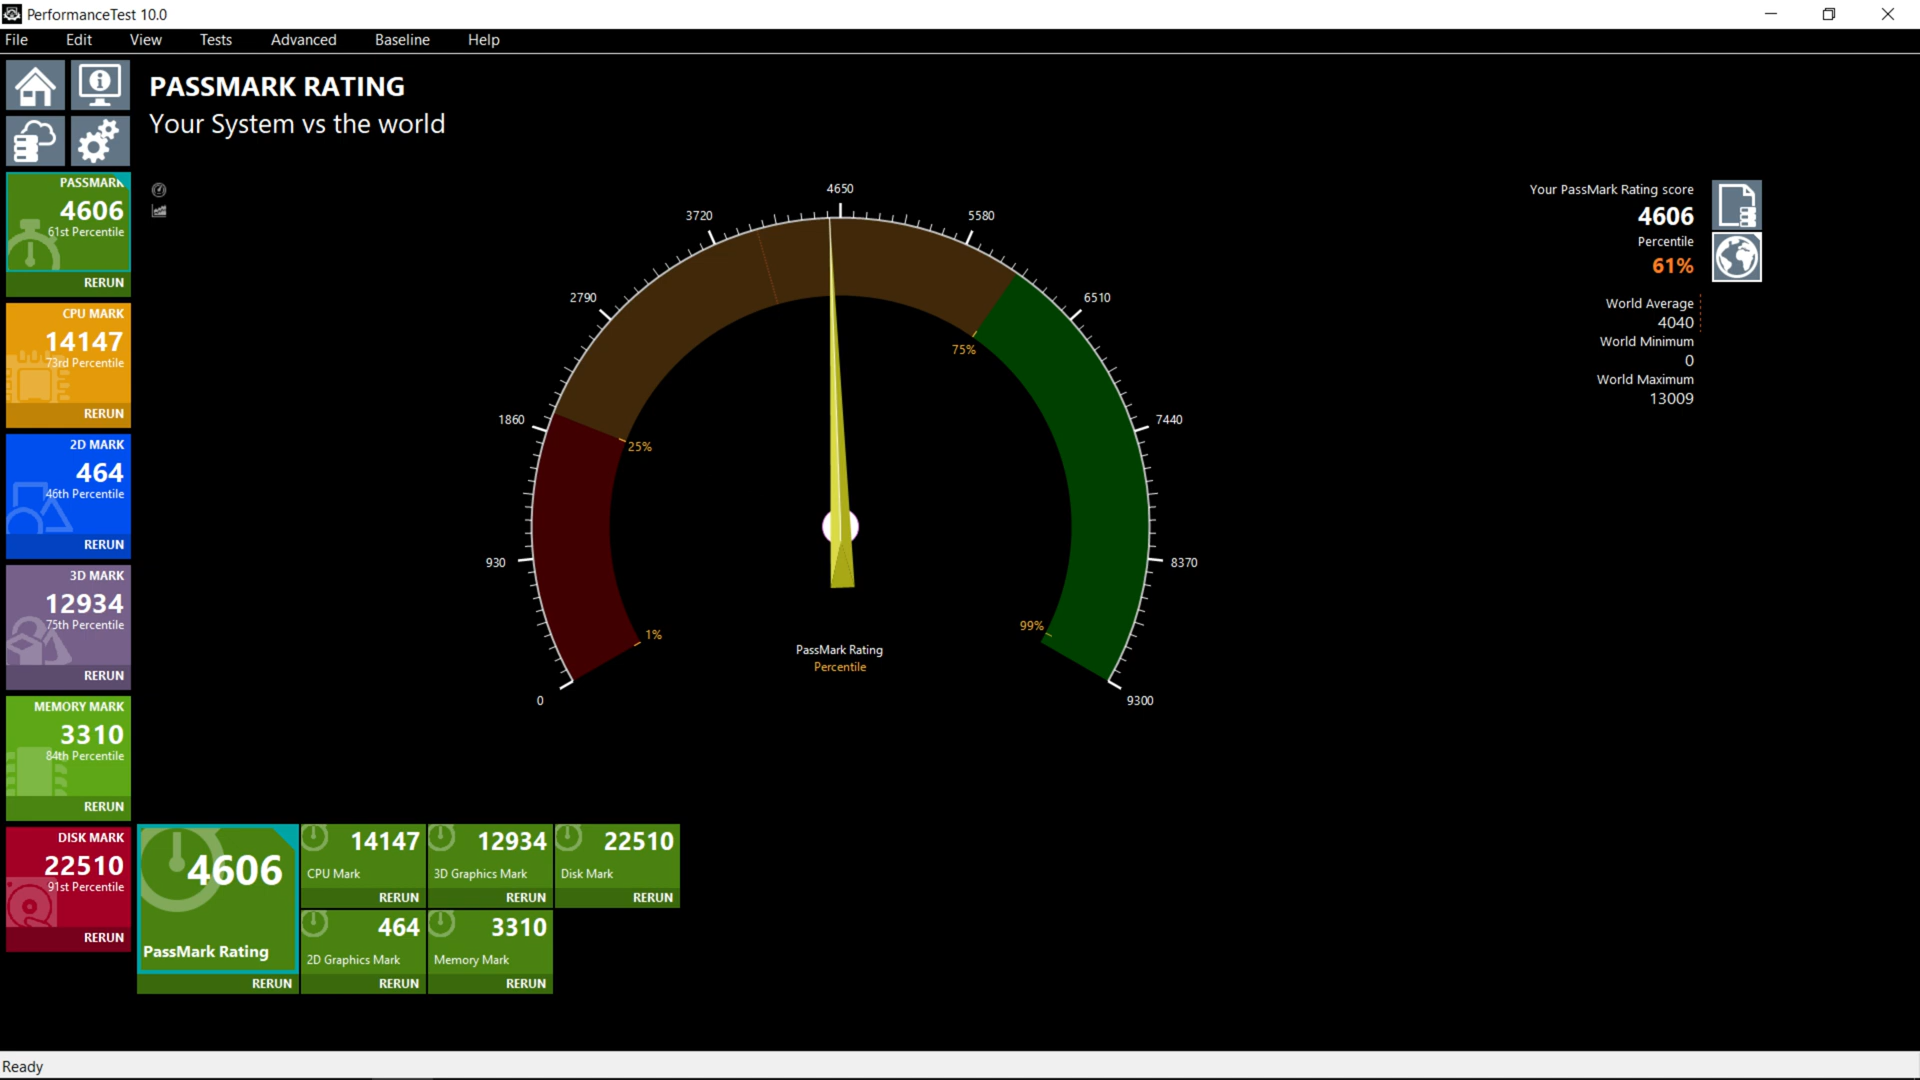 PerformanceTest 10.0
File Edit View Tests Advanced Baseline Help
PASSMARK RATING
Your System vs the world
PASSMARK
4606
61st Percentile
RERUN
CPU MARK
14147
73rd Percentile
RERUN
2D MARK
464
46th Percentile
RERUN
3D MARK
12934
75th Percentile
RERUN
MEMORY MARK
3310
84th Percentile
RERUN
DISK MARK
22510
91st Percentile
RERUN
0
930
1860
2790
3720
4650
5580
6510
7440
8370
9300
1%
25%
75%
99%
PassMark Rating
Percentile
Your PassMark Rating score
4606
Percentile
61%
World Average
4040
World Minimum
0
World Maximum
13009
4606
PassMark Rating
RERUN
14147
CPU Mark
RERUN
12934
3D Graphics Mark
RERUN
22510
Disk Mark
RERUN
464
2D Graphics Mark
RERUN
3310
Memory Mark
RERUN
Ready